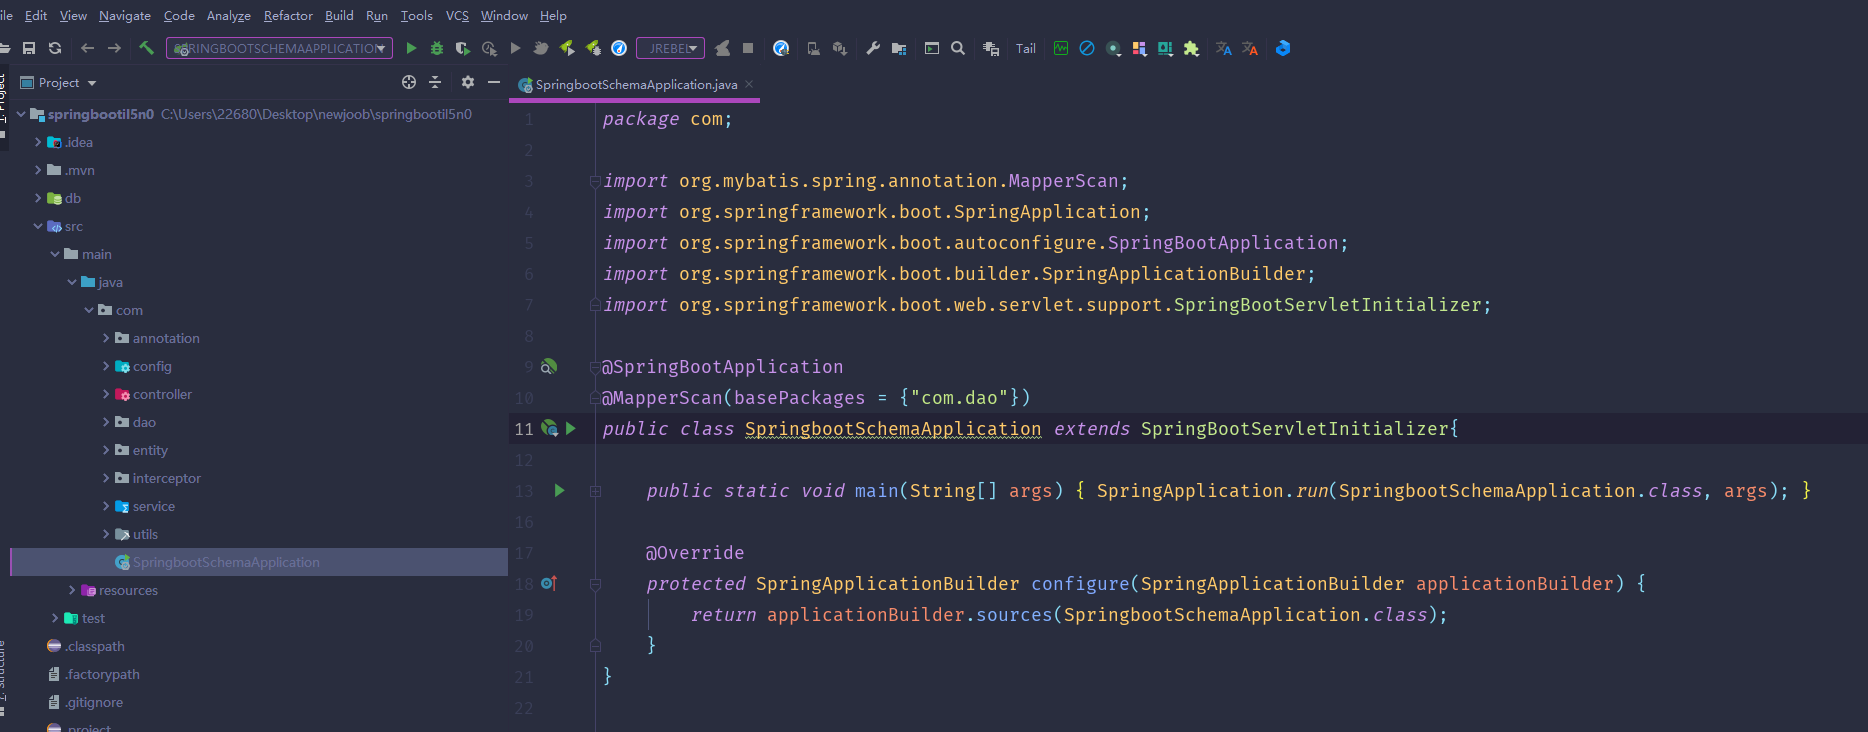 Edit View Navigate Code Analyze Refactor Build Run Tools VCS Window Help
JREBEL Tail
Project
SpringbootSchemaApplication.java
springbootil5n0 C:\Users\22680\Desktop\newjoob\springbootil5n0
.idea
.mvn
db
src
main
java
com
annotation
config
controller
dao
entity
interceptor
service
utils
SpringbootSchemaApplication
resources
test
.classpath
.factorypath
.gitignore
.project
1 package com;
2
3 import org.mybatis.spring.annotation.MapperScan;
4 import org.springframework.boot.SpringApplication;
5 import org.springframework.boot.autoconfigure.SpringBootApplication;
6 import org.springframework.boot.builder.SpringApplicationBuilder;
7 import org.springframework.boot.web.servlet.support.SpringBootServletInitializer;
8
9 @SpringBootApplication
10 @MapperScan(basePackages = {"com.dao"})
11 public class SpringbootSchemaApplication extends SpringBootServletInitializer{
12
13 public static void main(String[] args) { SpringApplication.run(SpringbootSchemaApplication.class, args); }
16
17 @Override
18 protected SpringApplicationBuilder configure(SpringApplicationBuilder applicationBuilder) {
19 return applicationBuilder.sources(SpringbootSchemaApplication.class);
20 }
21 }
22